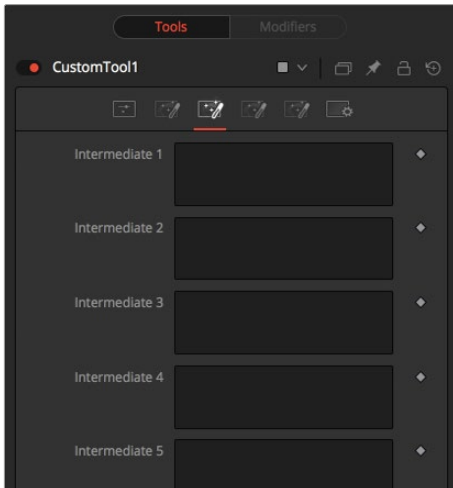 Tools Modifiers
CustomTool1
Intermediate 1
Intermediate 2
Intermediate 3
Intermediate 4
Intermediate 5